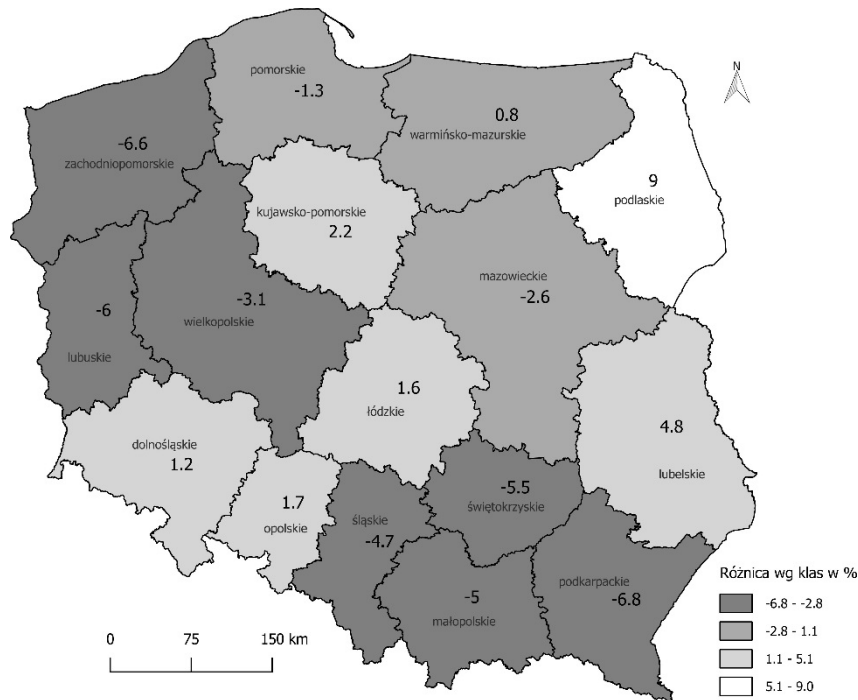 N
pomorskie
-1.3
0.8
warmińsko-mazurskie
-6.6
zachodniopomorskie
9
podlaskie
kujawsko-pomorskie
2.2
mazowieckie
-2.6
-3.1
wielkopolskie
-6
lubuskie
1.6
łódzkie
4.8
lubelskie
dolnośląskie
1.2
1.7
opolskie
śląskie
-4.7
-5.5
świętokrzyskie
-5
małopolskie
podkarpackie
-6.8
0 75 150 km
Różnica wg klas w %
-6.8 - -2.8
-2.8 - 1.1
1.1 - 5.1
5.1 - 9.0